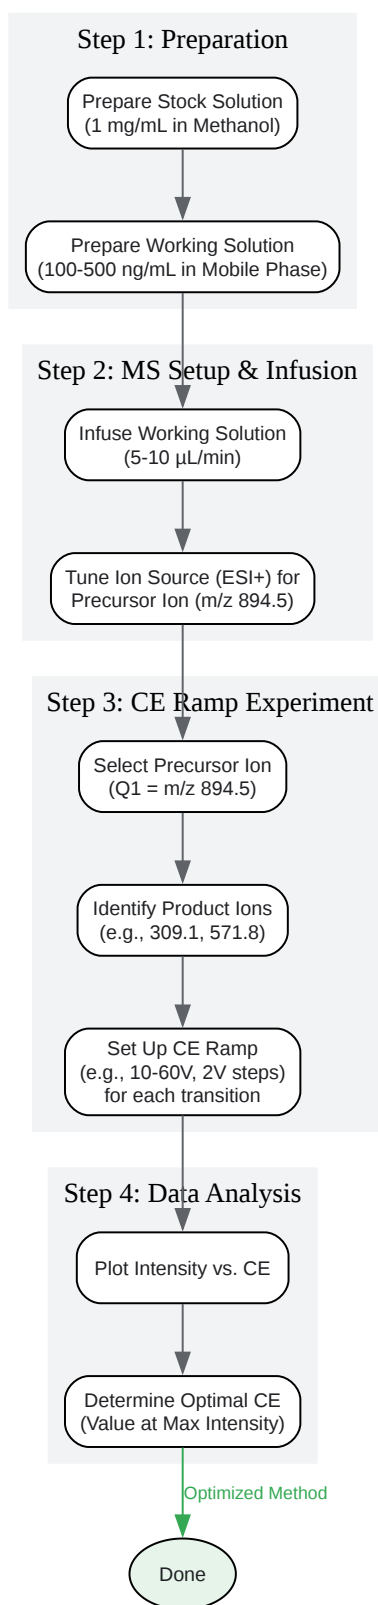 Step 1: Preparation
Prepare Stock Solution
(1 mg/mL in Methanol)
Prepare Working Solution
(100-500 ng/mL in Mobile Phase)
Step 2: MS Setup & Infusion
Infuse Working Solution
(5-10 µL/min)
Tune Ion Source (ESI+) for
Precursor Ion (m/z 894.5)
Step 3: CE Ramp Experiment
Select Precursor Ion
(Q1 = m/z 894.5)
Identify Product Ions
(e.g., 309.1, 571.8)
Set Up CE Ramp
(e.g., 10-60V, 2V steps)
for each transition
Step 4: Data Analysis
Plot Intensity vs. CE
Determine Optimal CE
(Value at Max Intensity)
Optimized Method
Done